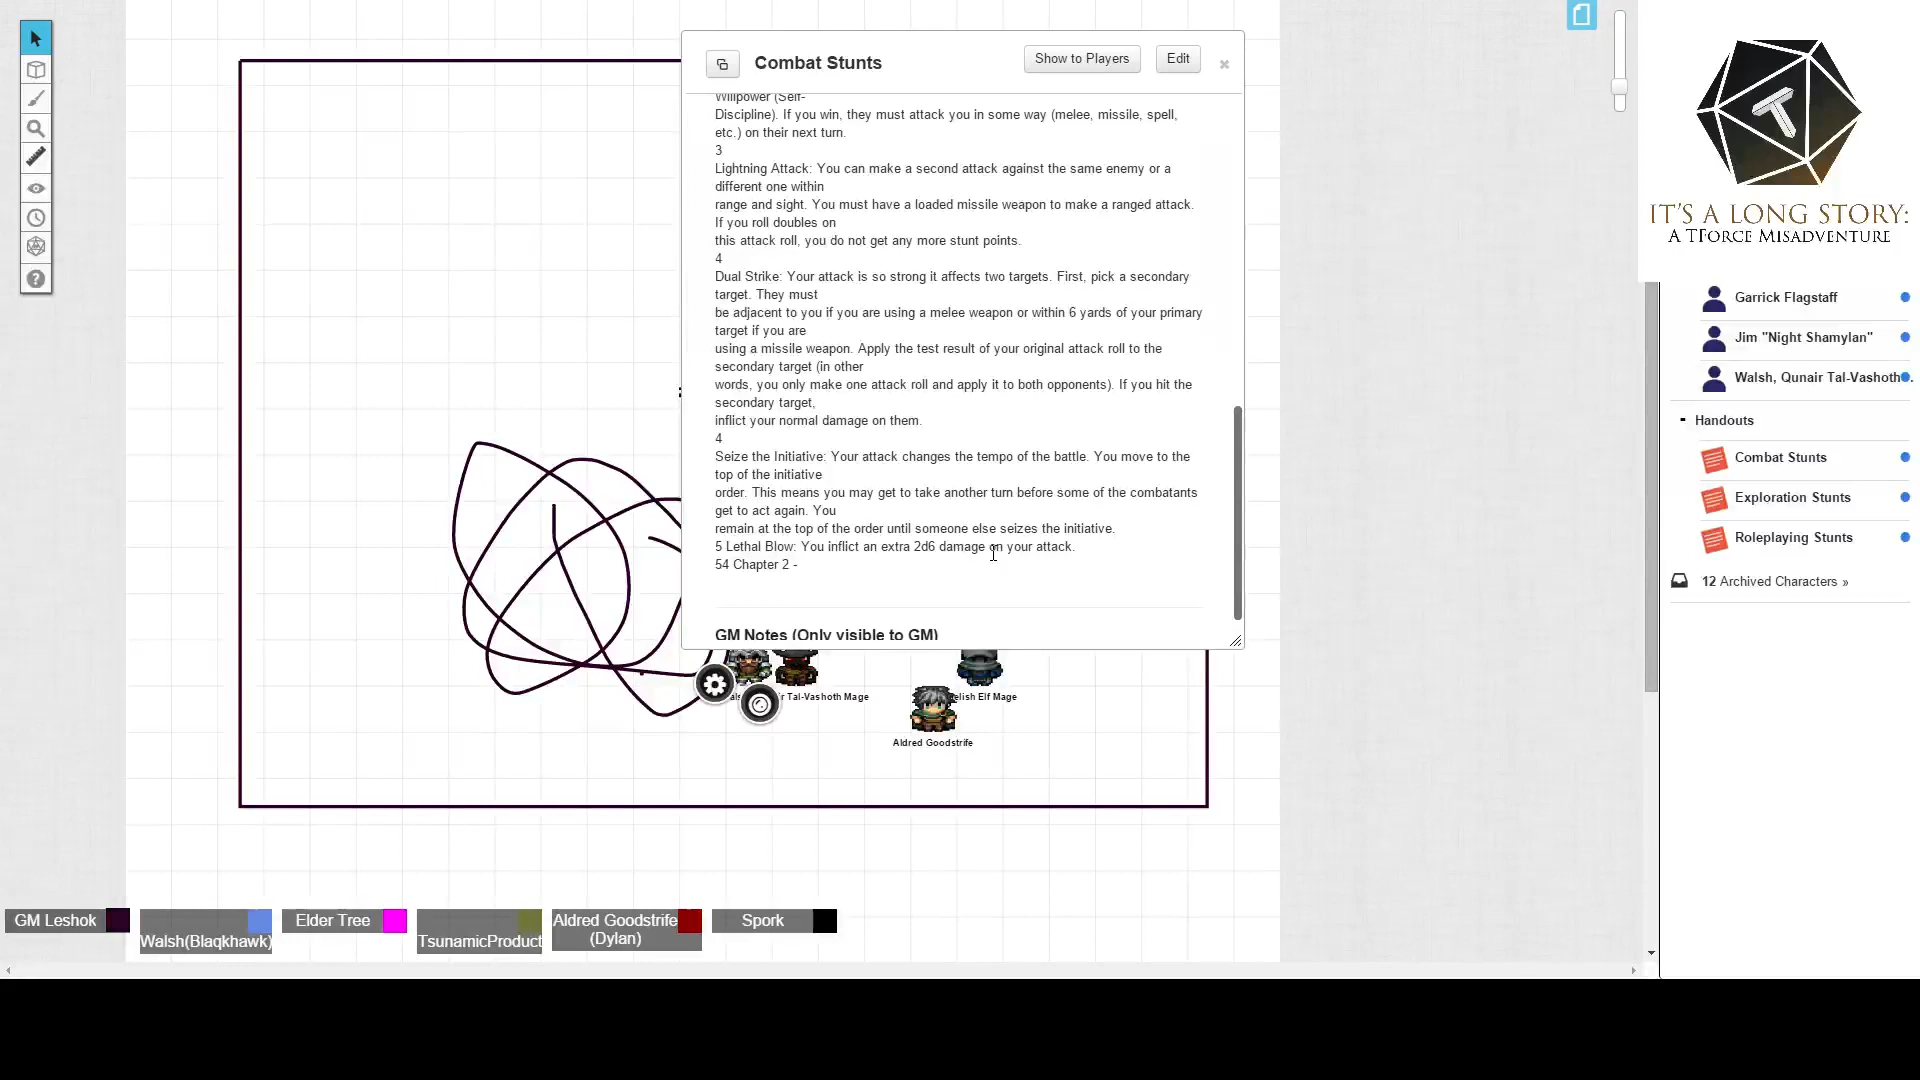 Combat Stunts
Show to Players
Edit
Willpower (Self-
Discipline). If you win, they must attack you in some way (melee, missile, spell,
etc.) on their next turn.
3
Lightning Attack: You can make a second attack against the same enemy or a
different one within
range and sight. You must have a loaded missile weapon to make a ranged attack.
If you roll doubles on
this attack roll, you do not get any more stunt points.
4
Dual Strike: Your attack is so strong it affects two targets. First, pick a secondary
target. They must
be adjacent to you if you are using a melee weapon or within 6 yards of your primary
target if you are
using a missile weapon. Apply the test result of your original attack roll to the
secondary target (in other
words, you only make one attack roll and apply it to both opponents). If you hit the
secondary target,
inflict your normal damage on them.
4
Seize the Initiative: Your attack changes the tempo of the battle. You move to the
top of the initiative
order. This means you may get to take another turn before some of the combatants
get to act again. You
remain at the top of the order until someone else seizes the initiative.
5 Lethal Blow: You inflict an extra 2d6 damage on your attack.
54 Chapter 2 -
GM Notes (Only visible to GM)
Tal-Vashoth Mage
Elf Mage
Aldred Goodstrife
GM Leshok
Walsh(Blaqkhawk)
Elder Tree
TsunamicProduct
Aldred Goodstrife
(Dylan)
Spork
T
IT'S A LONG STORY:
A TFORCE MISADVENTURE
Garrick Flagstaff
Jim "Night Shamylan"
Walsh, Qunair Tal-Vashoth
Handouts
Combat Stunts
Exploration Stunts
Roleplaying Stunts
12 Archived Characters »